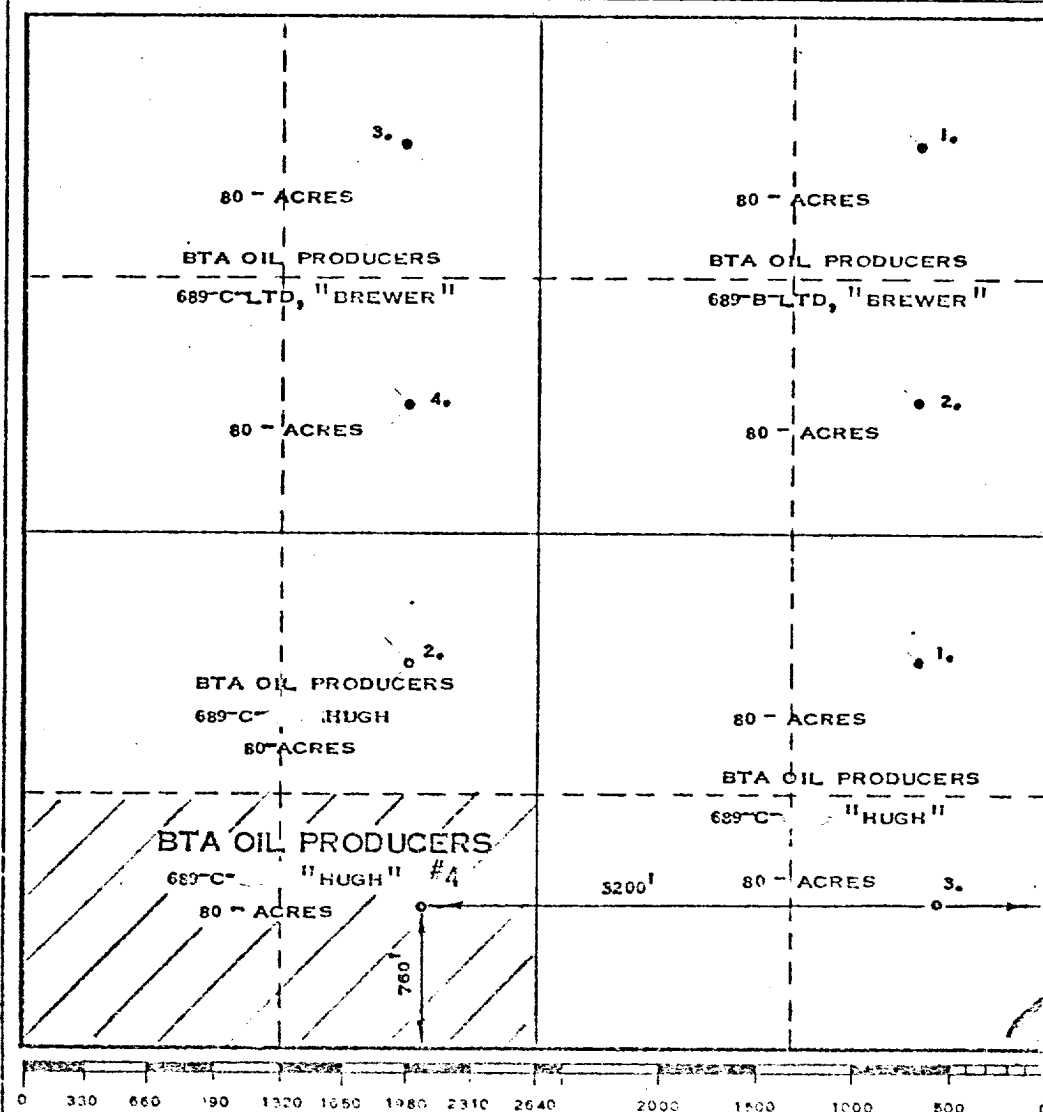 3.
1.
80 - ACRES
80 - ACRES
BTA OIL PRODUCERS
BTA OIL PRODUCERS
689-C-LTD, "BREWER"
689-B-LTD, "BREWER"
4.
2.
80 - ACRES
80 - ACRES
2.
1.
BTA OIL PRODUCERS
689-C- HUGH
80-ACRES
80 - ACRES
BTA OIL PRODUCERS
689-C- "HUGH"
BTA OIL PRODUCERS
689-C- "HUGH" #4
80 - ACRES
3200'
80 - ACRES
3.
760'
0 330 660 990 1320 1650 1980 2310 2640 2000 1500 1000 500